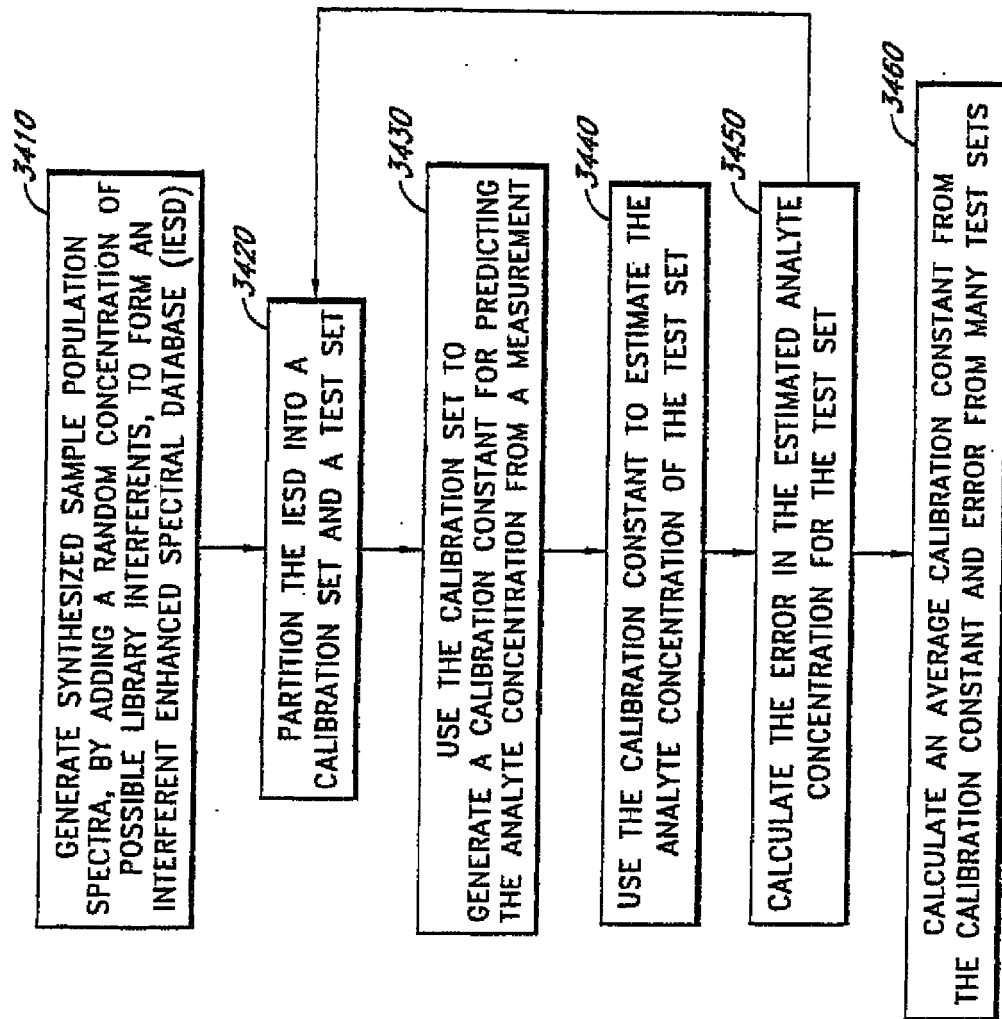 3410
GENERATE SYNTHESIZED SAMPLE POPULATION
SPECTRA, BY ADDING A RANDOM CONCENTRATION OF
POSSIBLE LIBRARY INTERFERENTS, TO FORM AN
INTERFERENT ENHANCED SPECTRAL DATABASE (IESD)
3420
PARTITION THE IESD INTO A
CALIBRATION SET AND A TEST SET
3430
USE THE CALIBRATION SET TO
GENERATE A CALIBRATION CONSTANT FOR PREDICTING
THE ANALYTE CONCENTRATION FROM A MEASUREMENT
3440
USE THE CALIBRATION CONSTANT TO ESTIMATE THE
ANALYTE CONCENTRATION OF THE TEST SET
3450
CALCULATE THE ERROR IN THE ESTIMATED ANALYTE
CONCENTRATION FOR THE TEST SET
3460
CALCULATE AN AVERAGE CALIBRATION CONSTANT FROM
THE CALIBRATION CONSTANT AND ERROR FROM MANY TEST SETS